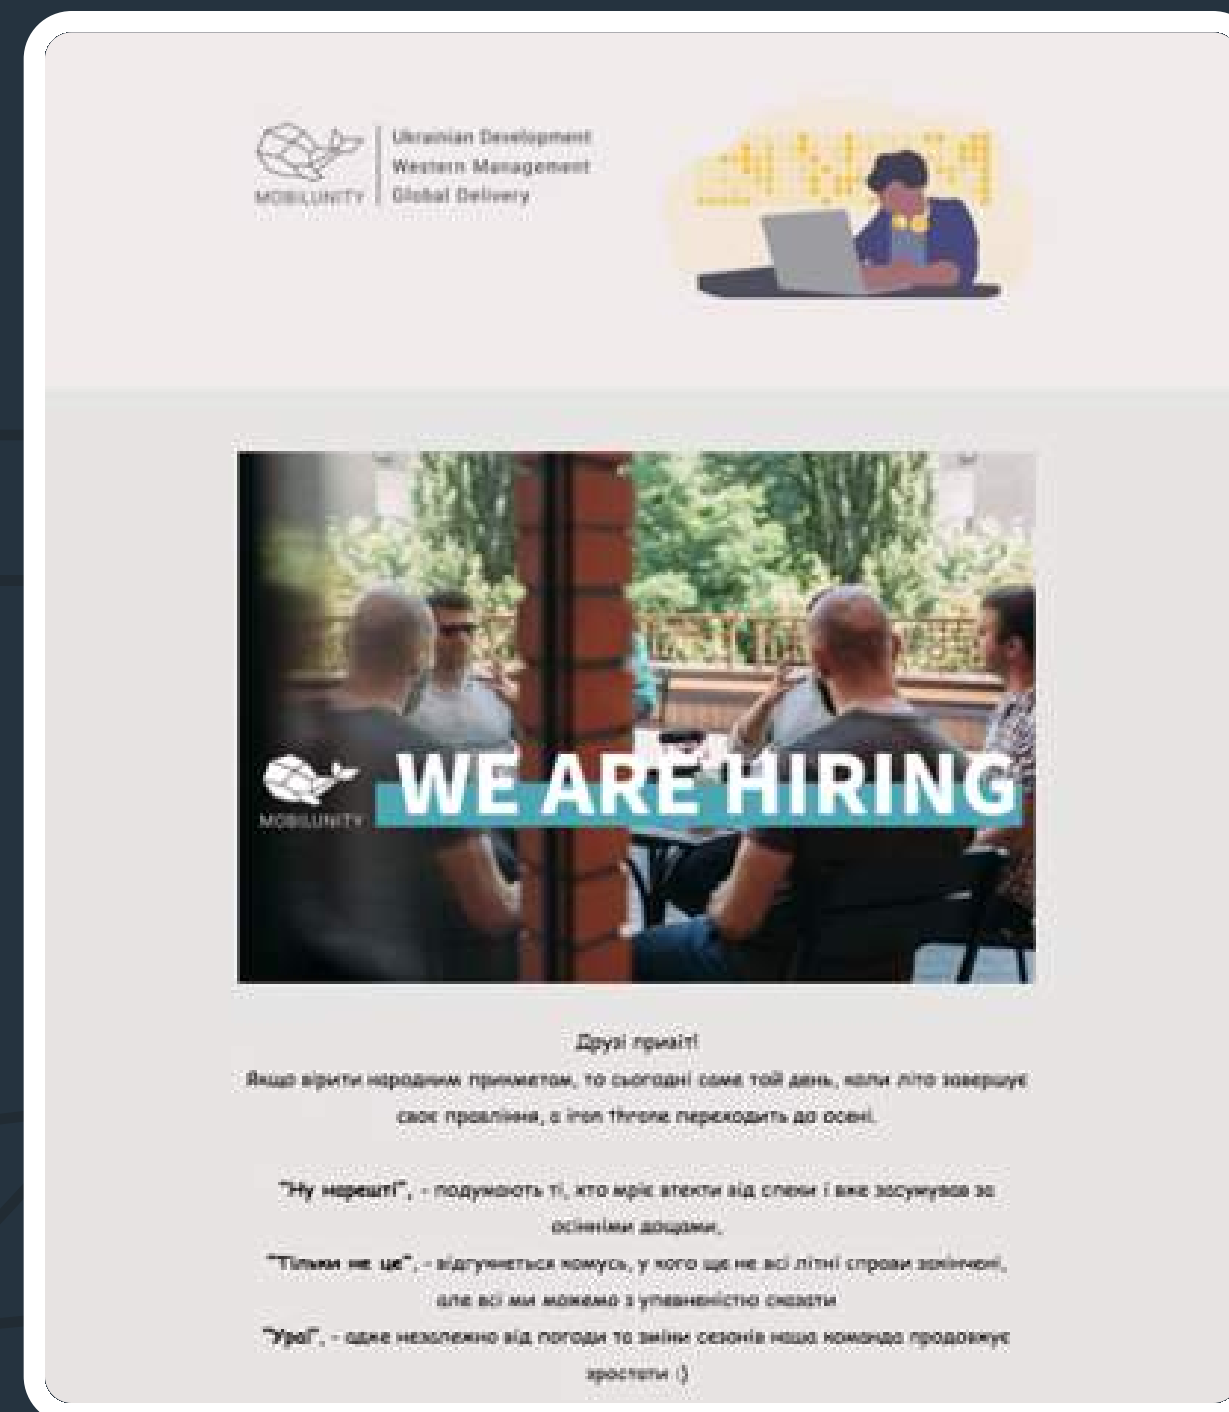 MOBILUNITY
Ukrainian Development
Western Management
Global Delivery
MOBILUNITY
WE ARE HIRING
Друзі привіт!
Якщо вірити народним прикметам, то сьогодні саме той день, коли літо завершує
своє правління, а iron throne переходить до осені.
"Ну нарешті", - подумають ті, хто мріє втекти від спеки і вже засумував за
осінніми дощами,
"Тільки не це", - відгукнеться комусь, у кого ще не всі літні справи закінчені,
але всі ми можемо з упевненістю сказати
"Ура!", - адже незалежно від погоди та зміни сезонів наша команда продовжує
зростати :)